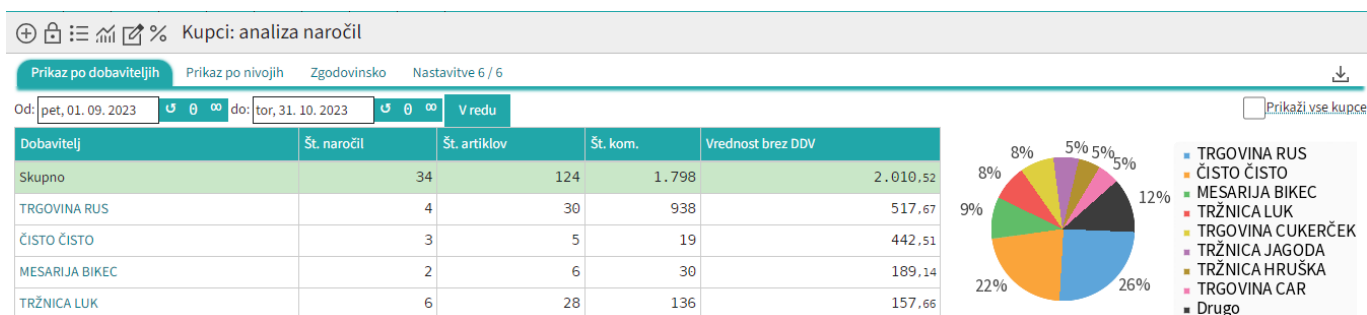 Kupci: analiza naročil
Prikaz po dobaviteljih Prikaz po nivojih Zgodovinsko Nastavitve 6 / 6
Od: pet, 01. 09. 2023 ↺ 0 ∞ do: tor, 31. 10. 2023 ↺ 0 ∞ V redu Prikaži vse kupce
Dobavitelj Št. naročil Št. artiklov Št. kom. Vrednost brez DDV
Skupno 34 124 1.798 2.010,52
TRGOVINA RUS 4 30 938 517,67
ČISTO ČISTO 3 5 19 442,51
MESARIJA BIKEC 2 6 30 189,14
TRŽNICA LUK 6 28 136 157,66
8% 5% 5% 5%
8%
12%
9%
22% 26%
TRGOVINA RUS
ČISTO ČISTO
MESARIJA BIKEC
TRŽNICA LUK
TRGOVINA CUKERČEK
TRŽNICA JAGODA
TRŽNICA HRUŠKA
TRGOVINA CAR
Drugo